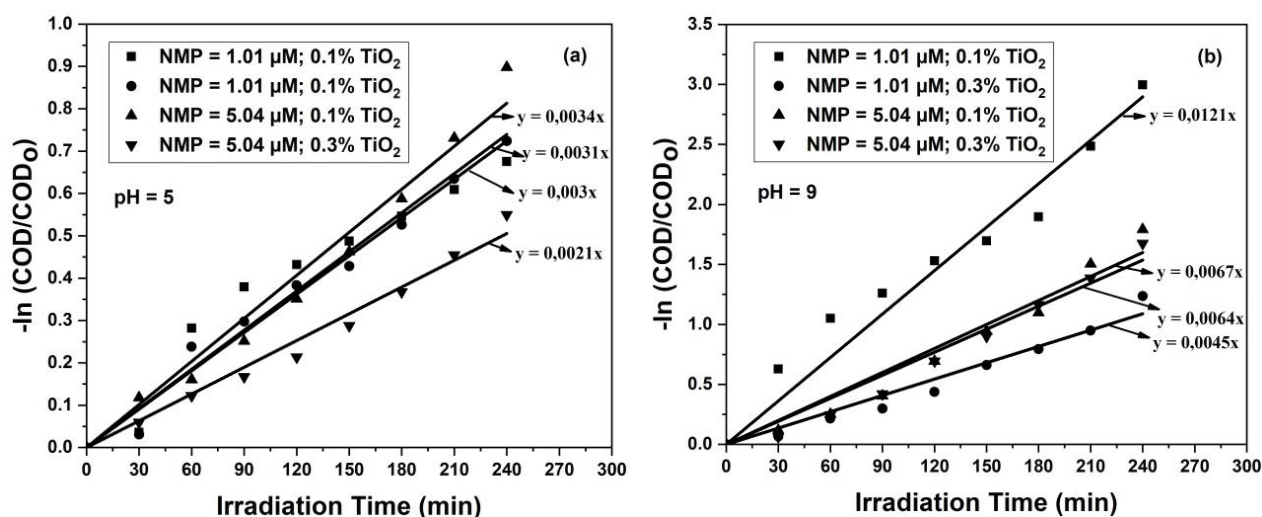 1.0
0.9
0.8
0.7
0.6
0.5
0.4
0.3
0.2
0.1
0.0
-ln (COD/CODO)
NMP = 1.01 µM; 0.1% TiO2
NMP = 1.01 µM; 0.1% TiO2
NMP = 5.04 µM; 0.1% TiO2
NMP = 5.04 µM; 0.3% TiO2
(a)
pH = 5
y = 0,0034x
y = 0,0031x
y = 0,003x
y = 0,0021x
0 30 60 90 120 150 180 210 240 270 300
Irradiation Time (min)
3.5
3.0
2.5
2.0
1.5
1.0
0.5
0.0
-ln (COD/CODO)
NMP = 1.01 µM; 0.1% TiO2
NMP = 1.01 µM; 0.3% TiO2
NMP = 5.04 µM; 0.1% TiO2
NMP = 5.04 µM; 0.3% TiO2
(b)
pH = 9
y = 0,0121x
y = 0,0067x
y = 0,0064x
y = 0,0045x
0 30 60 90 120 150 180 210 240 270 300
Irradiation Time (min)